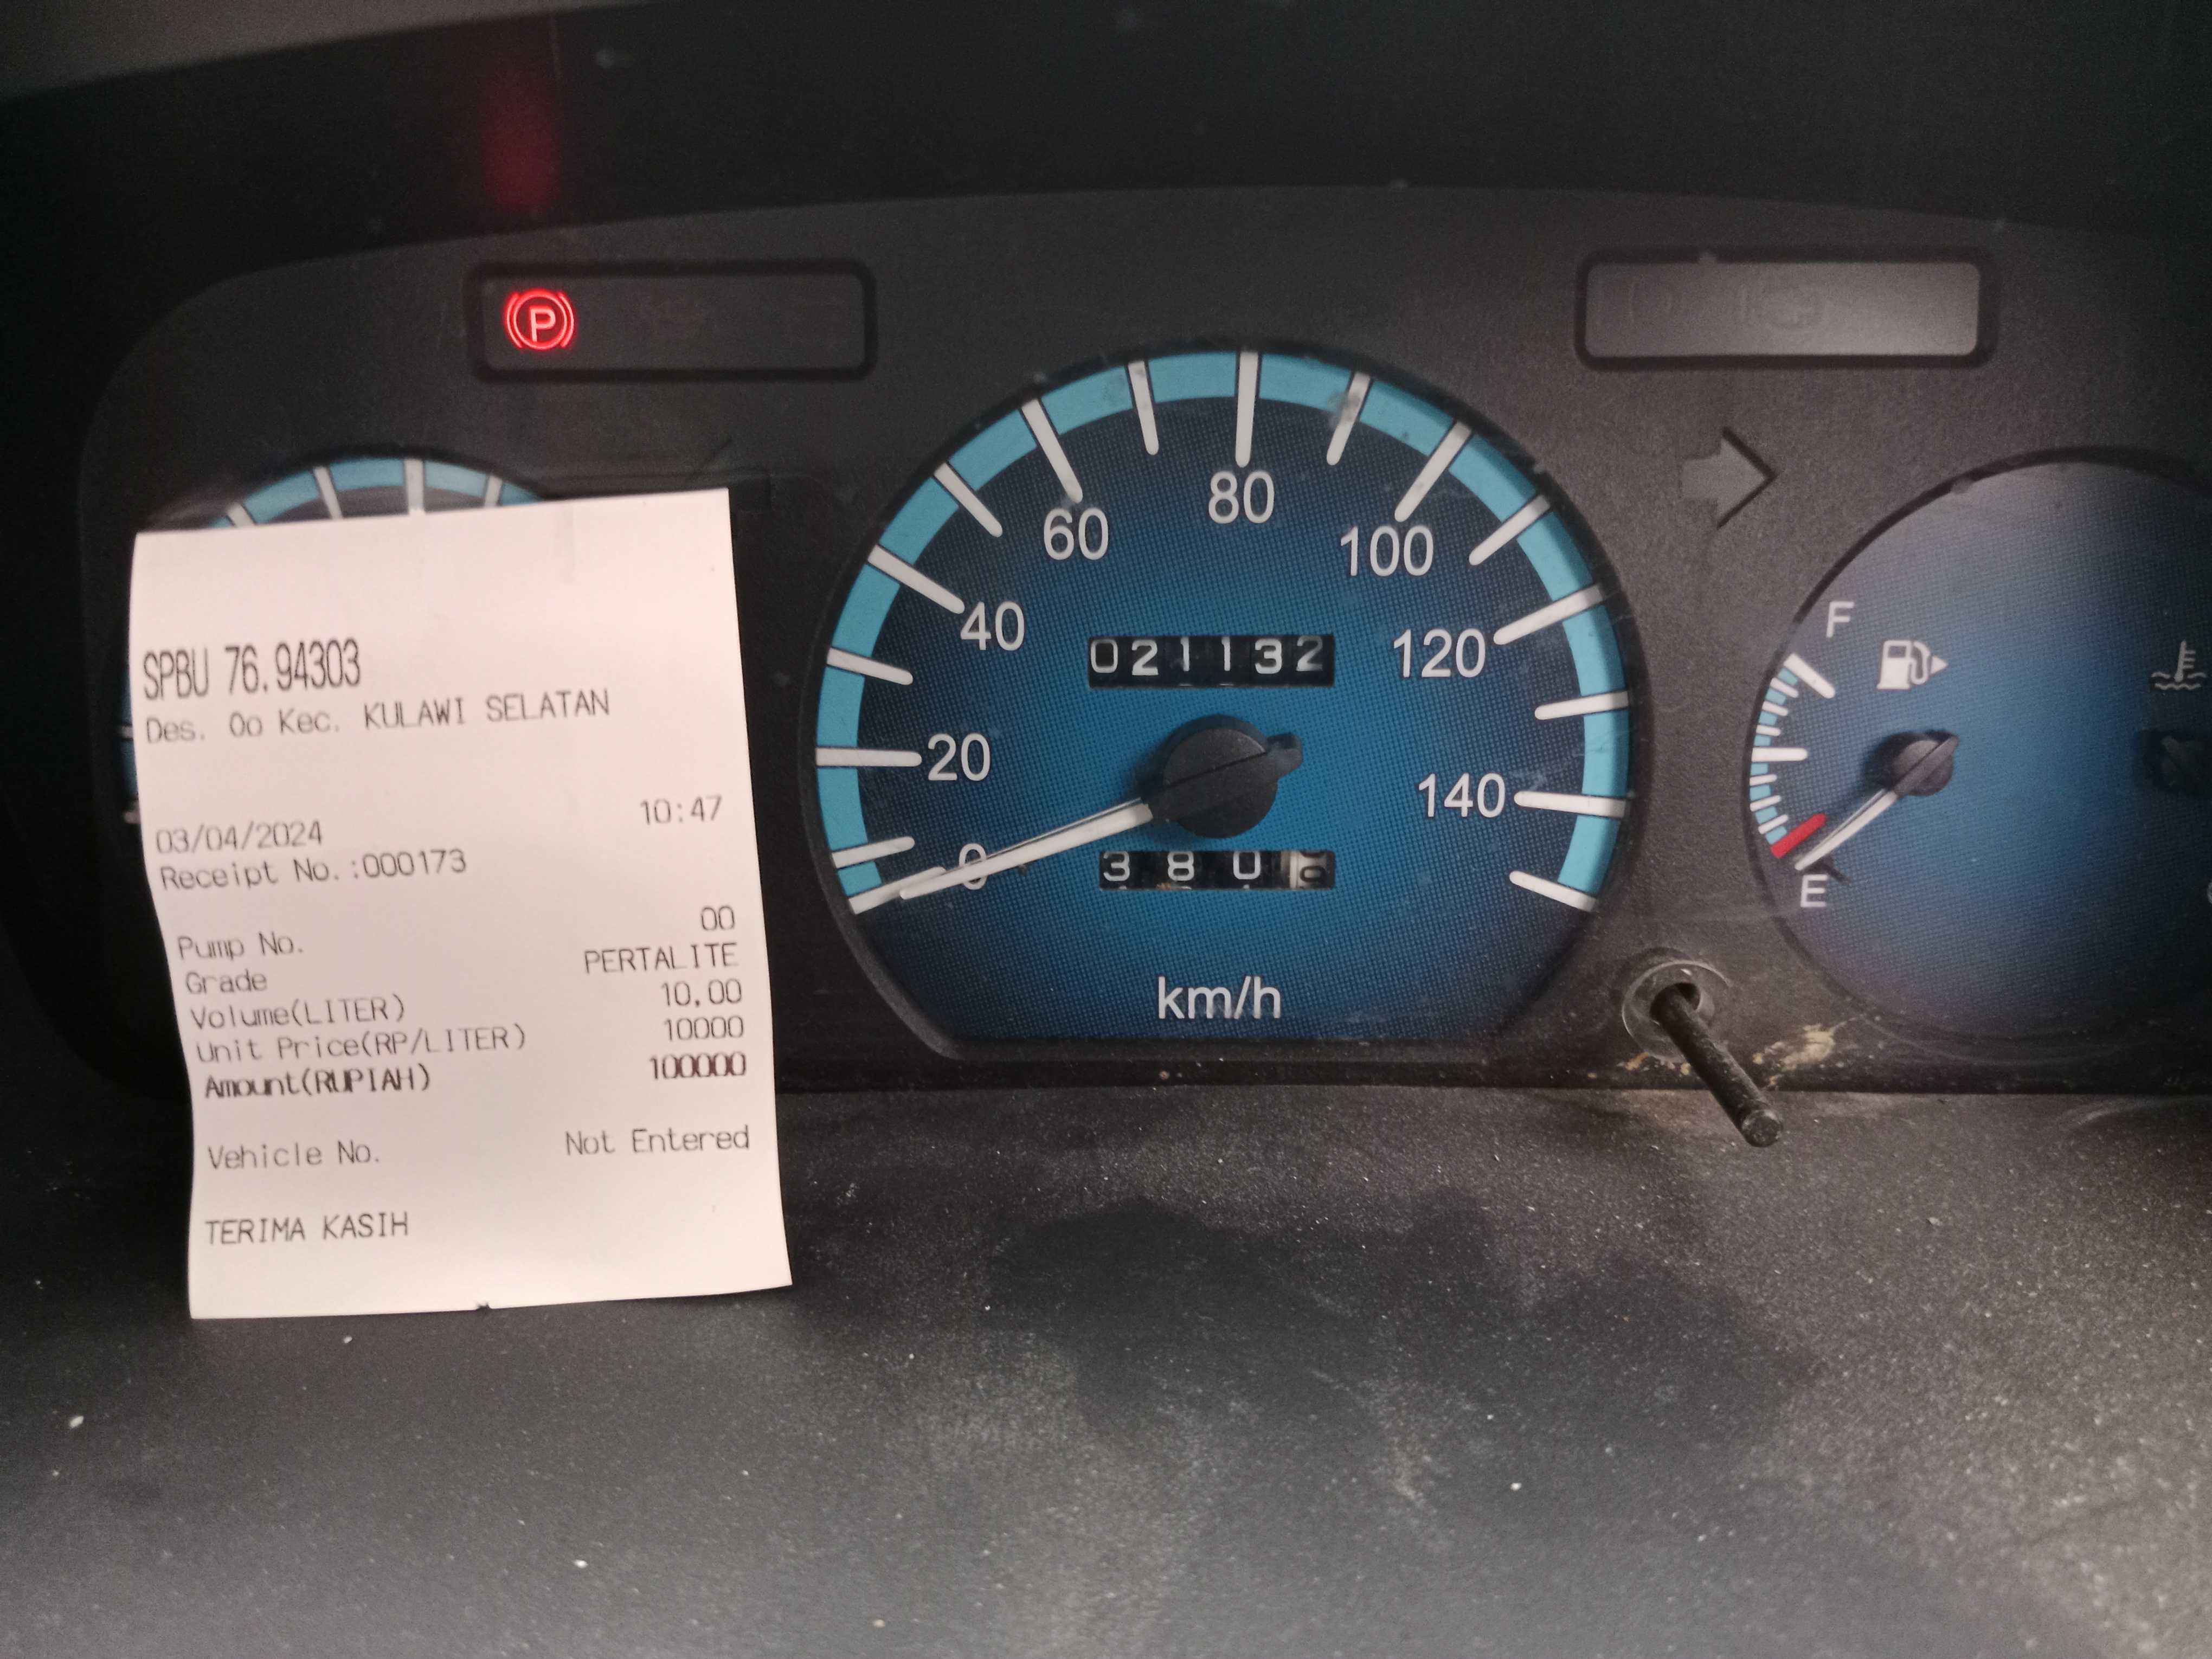 SPBU 76.94303
Des. Oo Kec. KULAWI SELATAN
03/04/2024 10:47
Receipt No.:000173
Pump No. 00
Grade PERTALITE
Volume(LITER) 10,00
Unit Price(RP/LITER) 10000
Amount(RUPIAH) 100000
Vehicle No. Not Entered
TERIMA KASIH
P
0
20
40
60
80
100
120
140
021132
3800
km/h
F
E